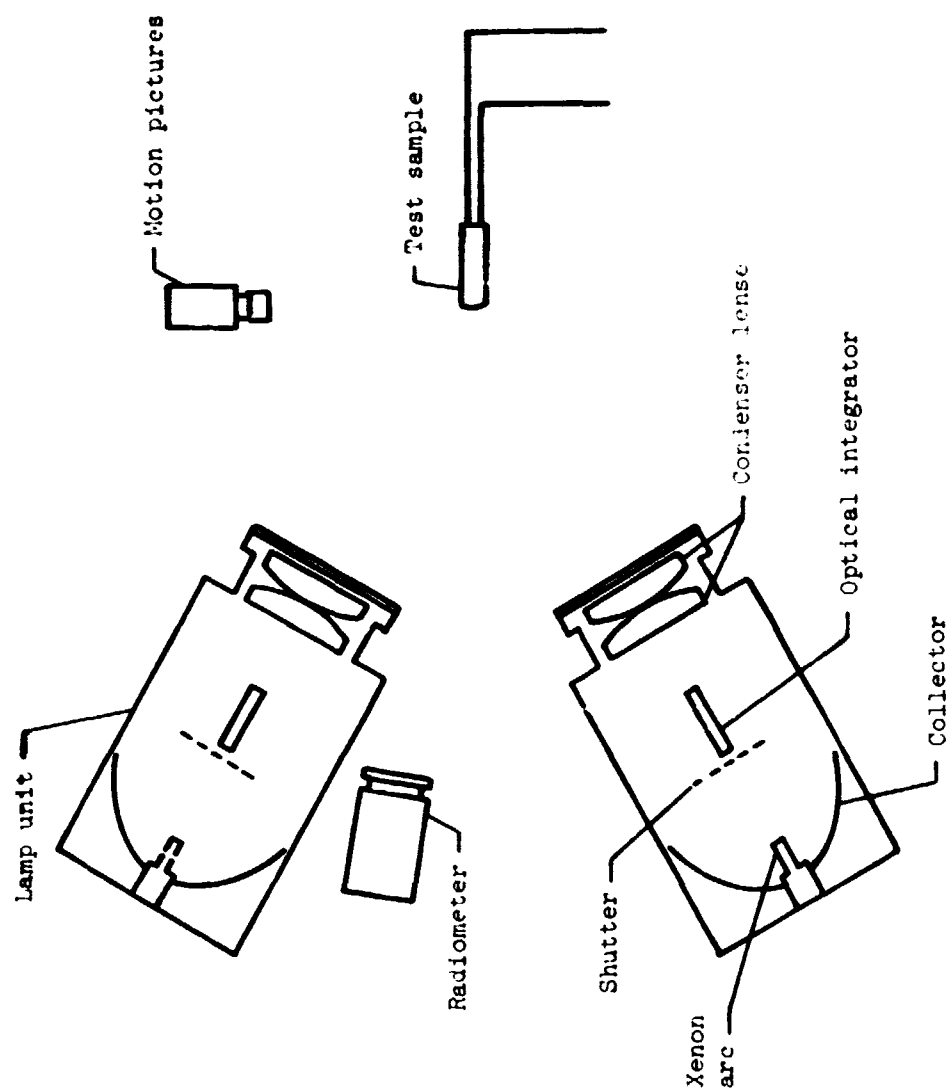 Motion pictures
Test sample
Lamp unit
Condenser lense
Optical integrator
Radiometer
Collector
Shutter
Xenon
arc